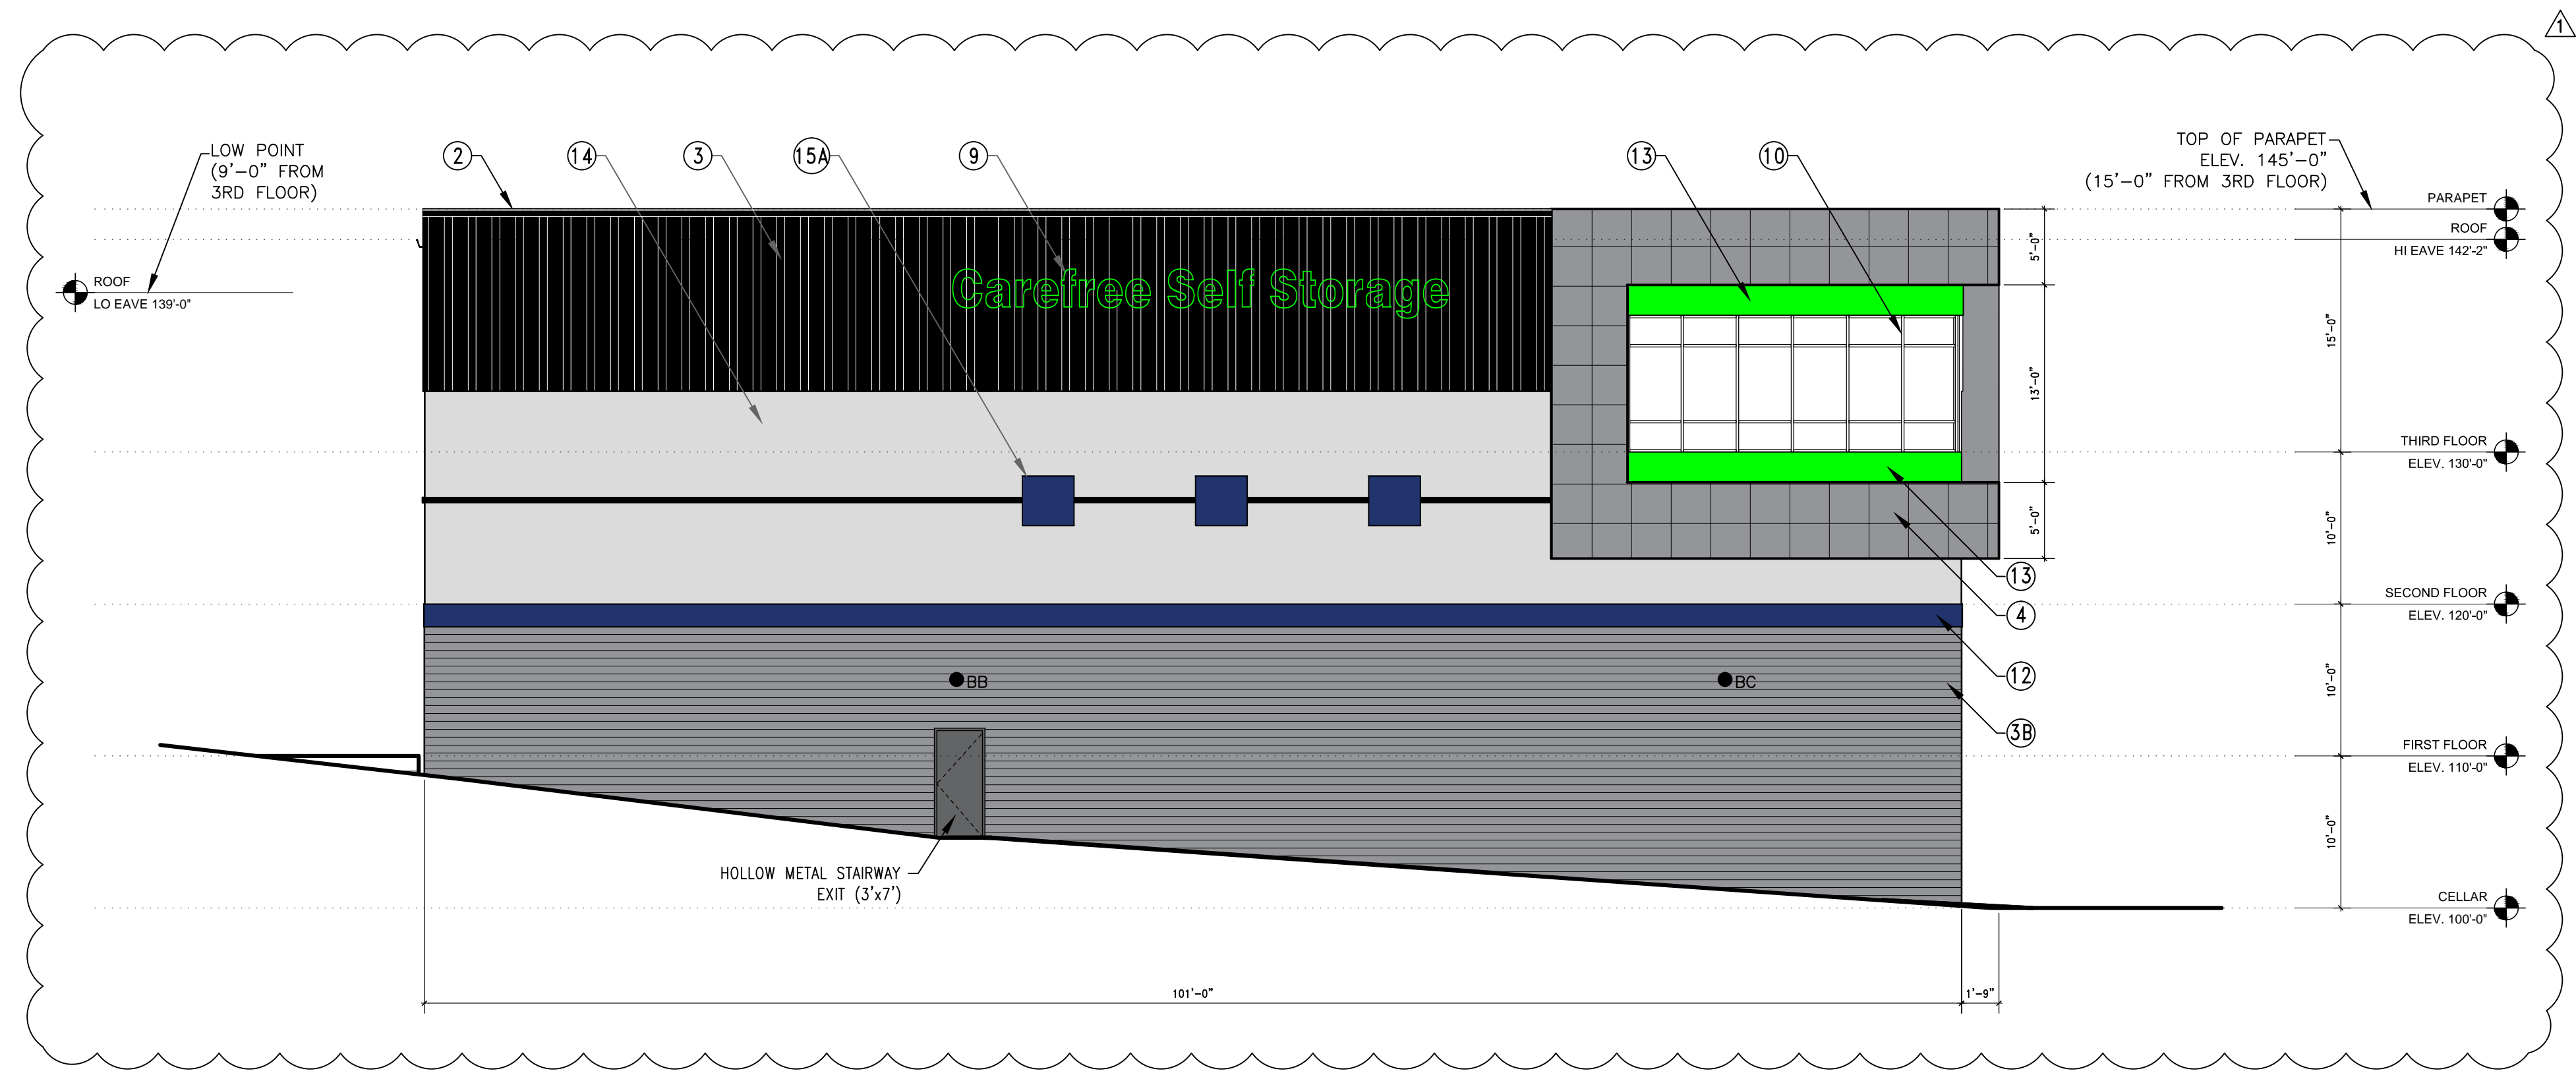 1
LOW POINT
(9'-0" FROM
3RD FLOOR)
2
14
3
15A
9
13
10
TOP OF PARAPET
ELEV. 145'-0"
(15'-0" FROM 3RD FLOOR)
PARAPET
ROOF
HI EAVE 142'-2"
ROOF
LO EAVE 139'-0"
Carefree Self Storage
5'-0"
13'-0"
5'-0"
15'-0"
THIRD FLOOR
ELEV. 130'-0"
10'-0"
13
4
SECOND FLOOR
ELEV. 120'-0"
12
BB
BC
10'-0"
3B
FIRST FLOOR
ELEV. 110'-0"
10'-0"
HOLLOW METAL STAIRWAY
EXIT (3'x7')
CELLAR
ELEV. 100'-0"
101'-0"
1'-9"